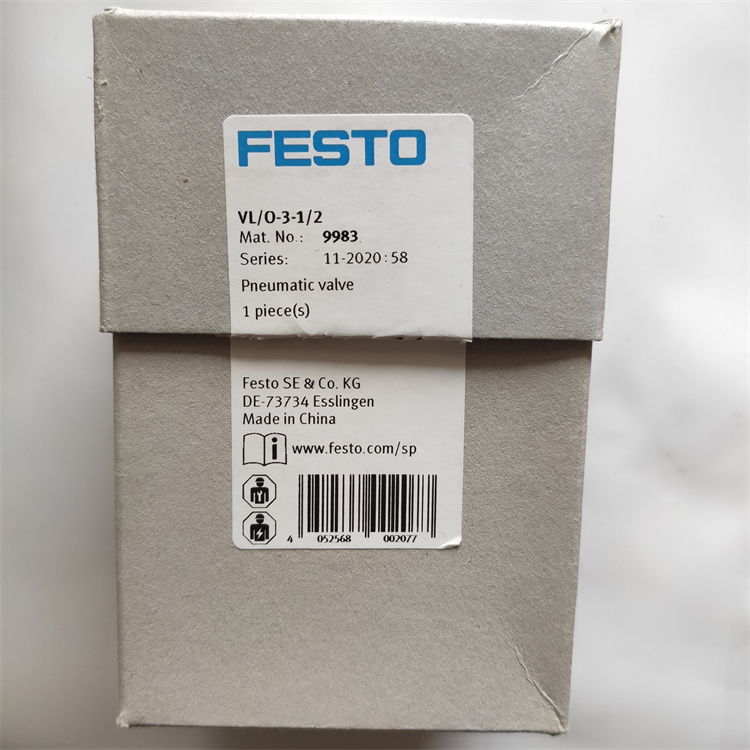 FESTO
VL/O-3-1/2
Mat. No.: 9983
Series: 11-2020:58
Pneumatic valve
1 piece(s)
Festo SE & Co. KG
DE-73734 Esslingen
Made in China
www.festo.com/sp
4 052568 002077